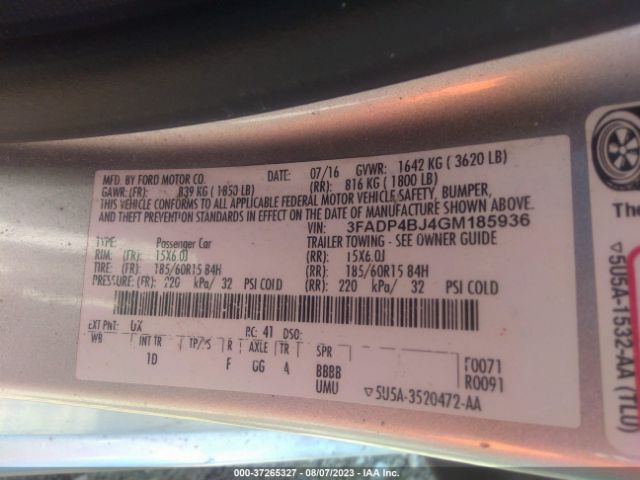 MFD. BY FORD MOTOR CO. DATE: 07/16 GVWR: 1642 KG ( 3620 LB)
GAWR: (FR): 839 KG ( 1850 LB) (RR): 816 KG ( 1800 LB)
THIS VEHICLE CONFORMS TO ALL APPLICABLE FEDERAL MOTOR VEHICLE SAFETY, BUMPER,
AND THEFT PREVENTION STANDARDS IN EFFECT ON THE DATE OF MANUFACTURE SHOWN ABOVE.
VIN: 3FADP4BJ4GM185936
TYPE: Passenger Car TRAILER TOWING - SEE OWNER GUIDE
RIM: (FR): 15X6.0J (RR): 15X6.0J
TIRE: (FR): 185/60R15 84H (RR): 185/60R15 84H
PRESSURE: (FR): 220 kPa/ 32 PSI COLD (RR): 220 kPa/ 32 PSI COLD
EXT PNT: UX RC: 41 DSO:
WB INT TR TP/PS R AXLE TR SPR
1D F GG 4 BBBB
UMU
F0071
R0091
▽5U5A-3520472-AA
The
▽5U5A-1532-AA (TLO)
000-37265327 - 08/07/2023 - IAA Inc.